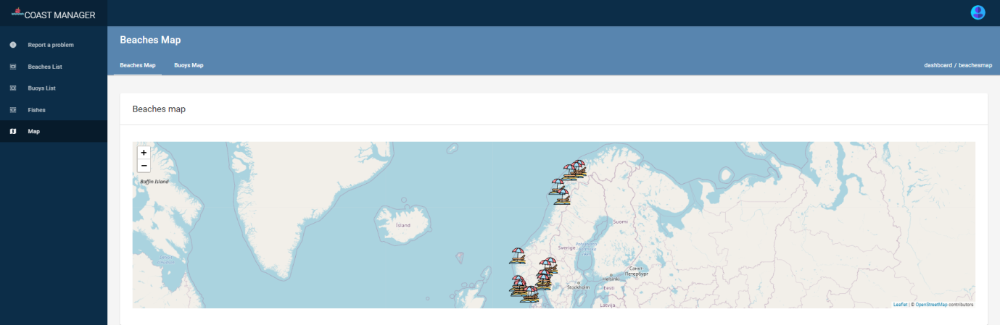 COAST MANAGER
Report a problem
Beaches List
Buoys List
Fishes
Map
Beaches Map
Beaches Map Buoys Map
dashboard / beachesmap
Beaches map
+
−
Baffin Island
Ísland
Suomi
Sverige
Санкт
Петербург
Helsinki
Stockholm
Eesti
Latvija
Leaflet | © OpenStreetMap contributors